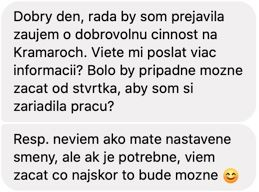 Dobry den, rada by som prejavila
zaujem o dobrovolnu cinnost na
Kramaroch. Viete mi poslat viac
informacii? Bolo by pripadne mozne
zacat od stvrtka, aby som si
zariadila pracu?
Resp. neviem ako mate nastavene
smeny, ale ak je potrebne, viem
zacat co najskor to bude mozne 😊